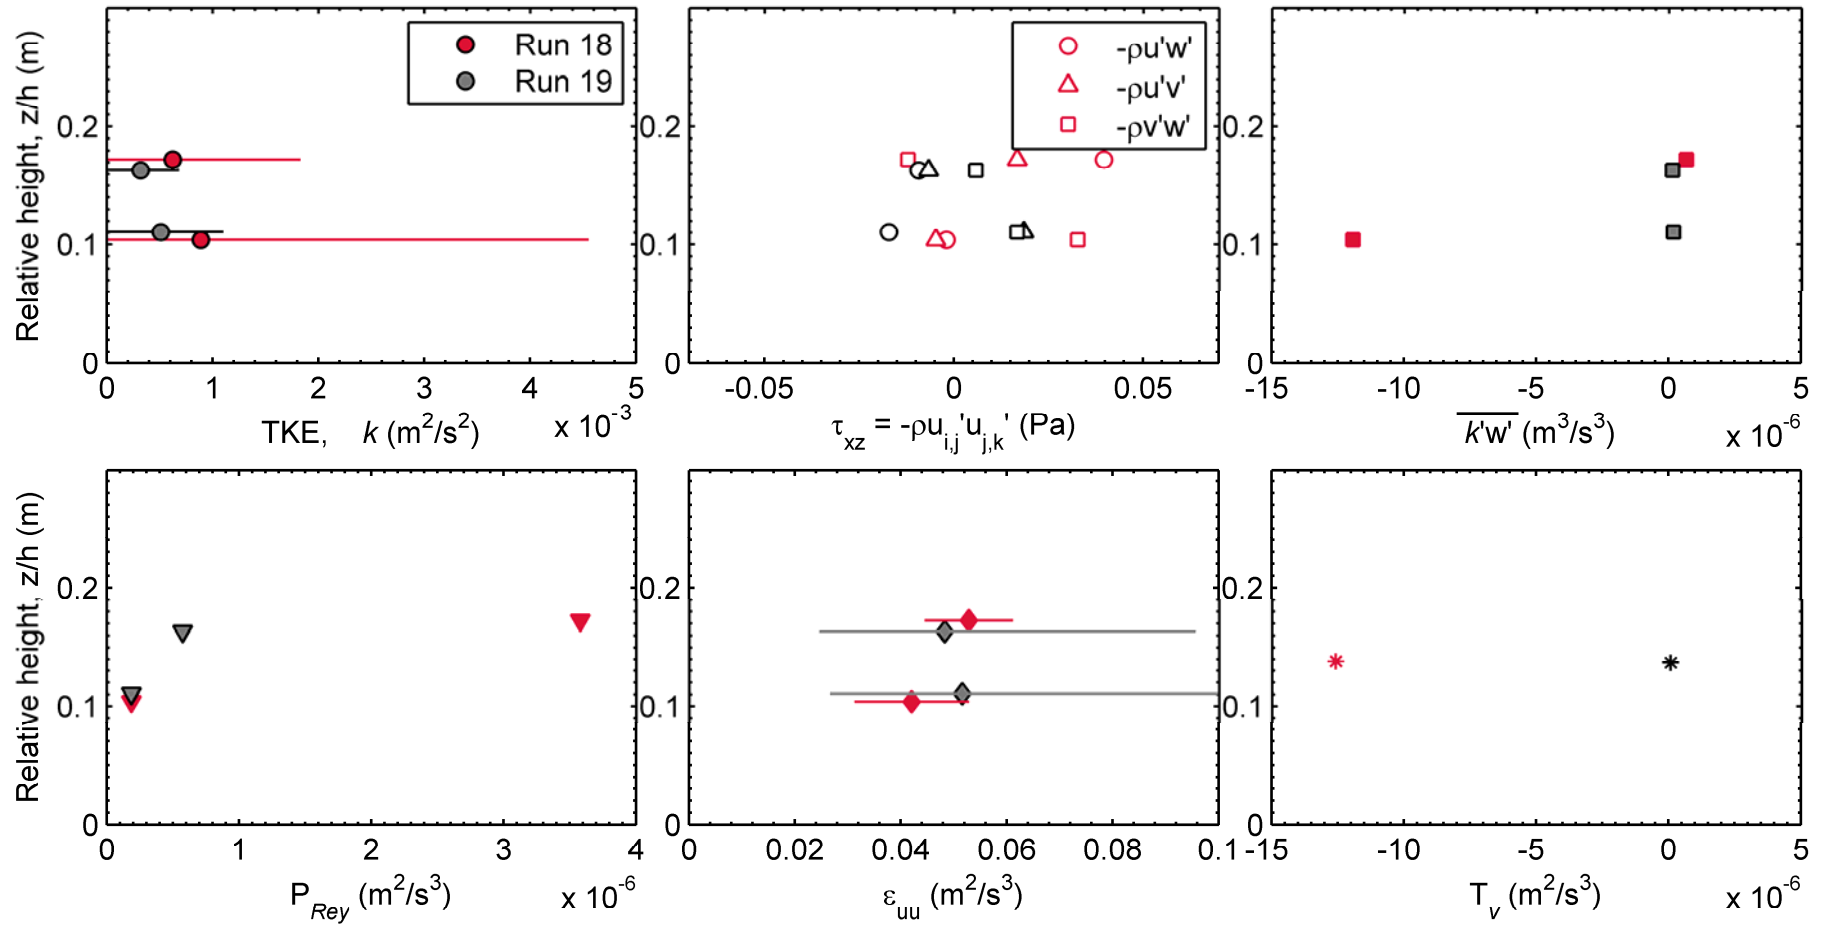 Relative height, z/h (m)
0.2
0.1
0
0 1 2 3 4 5
x 10-3
TKE, k (m2/s2)
Run 18
Run 19
0.2
0.1
0
-0.05 0 0.05
τxz = -ρui,j'uj,k' (Pa)
-ρu'w'
-ρu'v'
-ρv'w'
0.2
0.1
0
-15 -10 -5 0 5
x 10-6
k'w' (m3/s3)
Relative height, z/h (m)
0.2
0.1
0
0 1 2 3 4
x 10-6
PRey (m2/s3)
0.2
0.1
0
0 0.02 0.04 0.06 0.08 0.1
εuu (m2/s3)
0.2
0.1
0
-15 -10 -5 0 5
x 10-6
Tv (m2/s3)